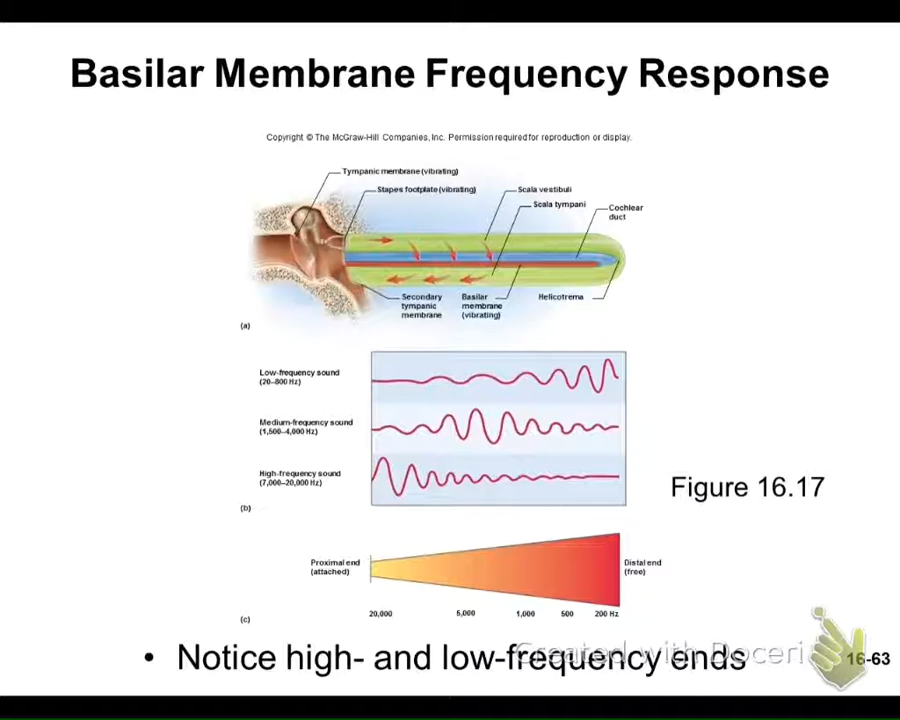 Basilar Membrane Frequency Response
Copyright © The McGraw-Hill Companies, Inc. Permission required for reproduction or display.
Tympanic membrane (vibrating)
Stapes footplate (vibrating)
Scala vestibuli
Scala tympani
Cochlear
duct
Secondary
tympanic
membrane
Basilar
membrane
(vibrating)
Helicotrema
(a)
Low-frequency sound
(20–800 Hz)
Medium-frequency sound
(1,500–4,000 Hz)
High-frequency sound
(7,000–20,000 Hz)
(b)
Figure 16.17
Proximal end
(attached)
Distal end
(free)
20,000 5,000 1,000 500 200 Hz
(c)
• Notice high- and low-frequency ends
Created with Doceri
16-63